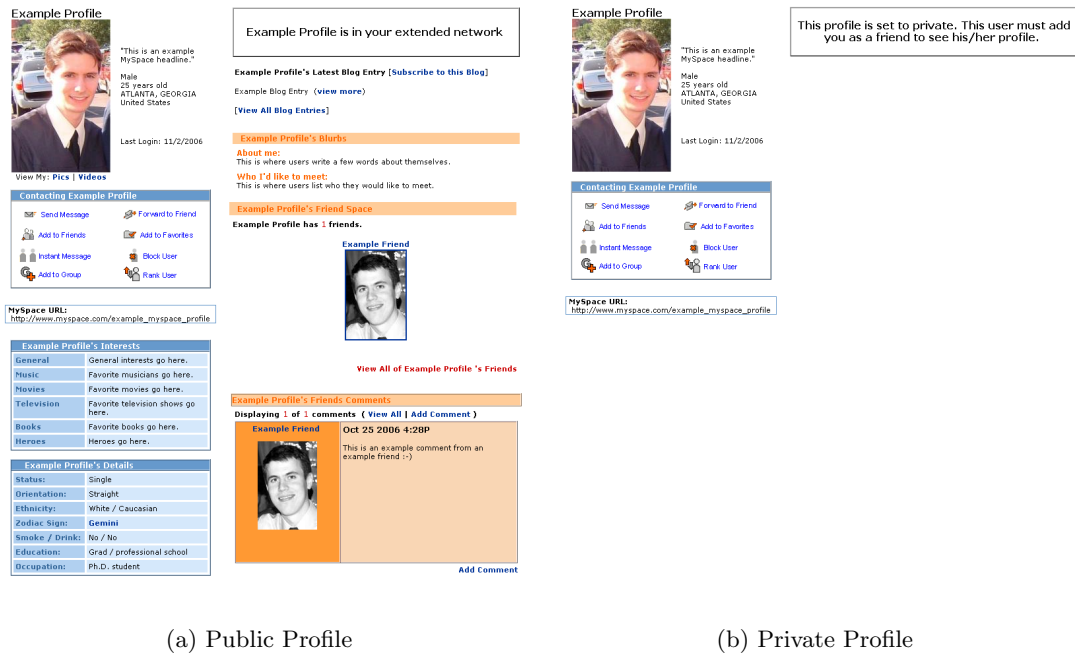 Example Profile
"This is an example
MySpace headline."
Male
25 years old
ATLANTA, GEORGIA
United States
Last Login: 11/2/2006
View My: Pics | Videos
Contacting Example Profile
Send Message
Forward to Friend
Add to Friends
Add to Favorites
Instant Message
Block User
Add to Group
Rank User
MySpace URL:
http://www.myspace.com/example_myspace_profile
Example Profile's Interests
General General interests go here.
Music Favorite musicians go here.
Movies Favorite movies go here.
Television Favorite television shows go
here.
Books Favorite books go here.
Heroes Heroes go here.
Example Profile's Details
Status: Single
Orientation: Straight
Ethnicity: White / Caucasian
Zodiac Sign: Gemini
Smoke / Drink: No / No
Education: Grad / professional school
Occupation: Ph.D. student
Example Profile is in your extended network
Example Profile's Latest Blog Entry [Subscribe to this Blog]
Example Blog Entry (view more)
[View All Blog Entries]
Example Profile's Blurbs
About me:
This is where users write a few words about themselves.
Who I'd like to meet:
This is where users list who they would like to meet.
Example Profile's Friend Space
Example Profile has 1 friends.
Example Friend
View All of Example Profile 's Friends
Example Profile's Friends Comments
Displaying 1 of 1 comments ( View All | Add Comment )
Example Friend
Oct 25 2006 4:28P
This is an example comment from an
example friend :-)
Add Comment
(a) Public Profile
Example Profile
"This is an example
MySpace headline."
Male
25 years old
ATLANTA, GEORGIA
United States
Last Login: 11/2/2006
Contacting Example Profile
Send Message
Forward to Friend
Add to Friends
Add to Favorites
Instant Message
Block User
Add to Group
Rank User
MySpace URL:
http://www.myspace.com/example_myspace_profile
This profile is set to private. This user must add
you as a friend to see his/her profile.
(b) Private Profile